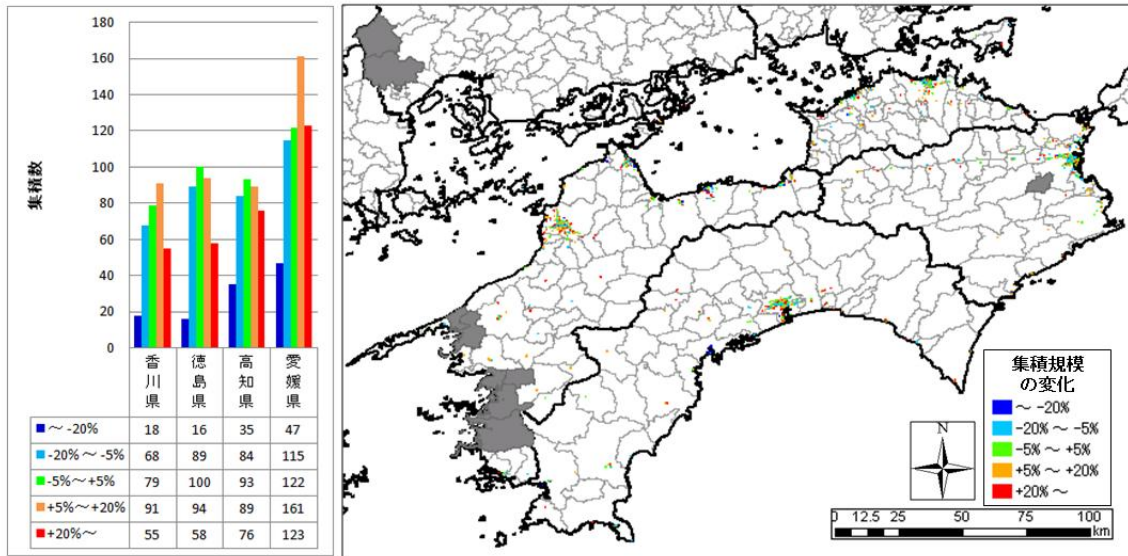 180
160
140
120
100
80
60
40
20
0
集積数
香川県 徳島県 高知県 愛媛県
～ -20% 18 16 35 47
-20%～ -5% 68 89 84 115
-5%～+5% 79 100 93 122
+5%～+20% 91 94 89 161
+20%～ 55 58 76 123
集積規模
の変化
～ -20%
-20% ～ -5%
-5% ～ +5%
+5% ～ +20%
+20% ～
N
0 12.5 25 50 75 100
km